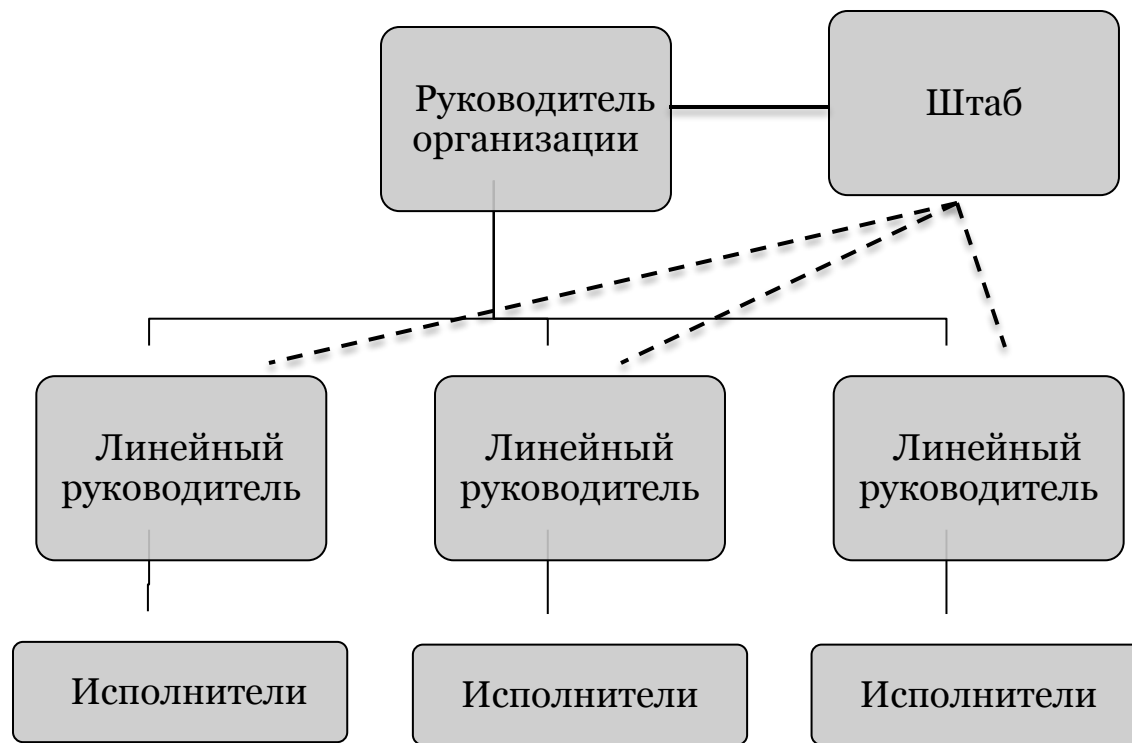 Руководитель
организации
Штаб
Линейный
руководитель
Линейный
руководитель
Линейный
руководитель
Исполнители
Исполнители
Исполнители